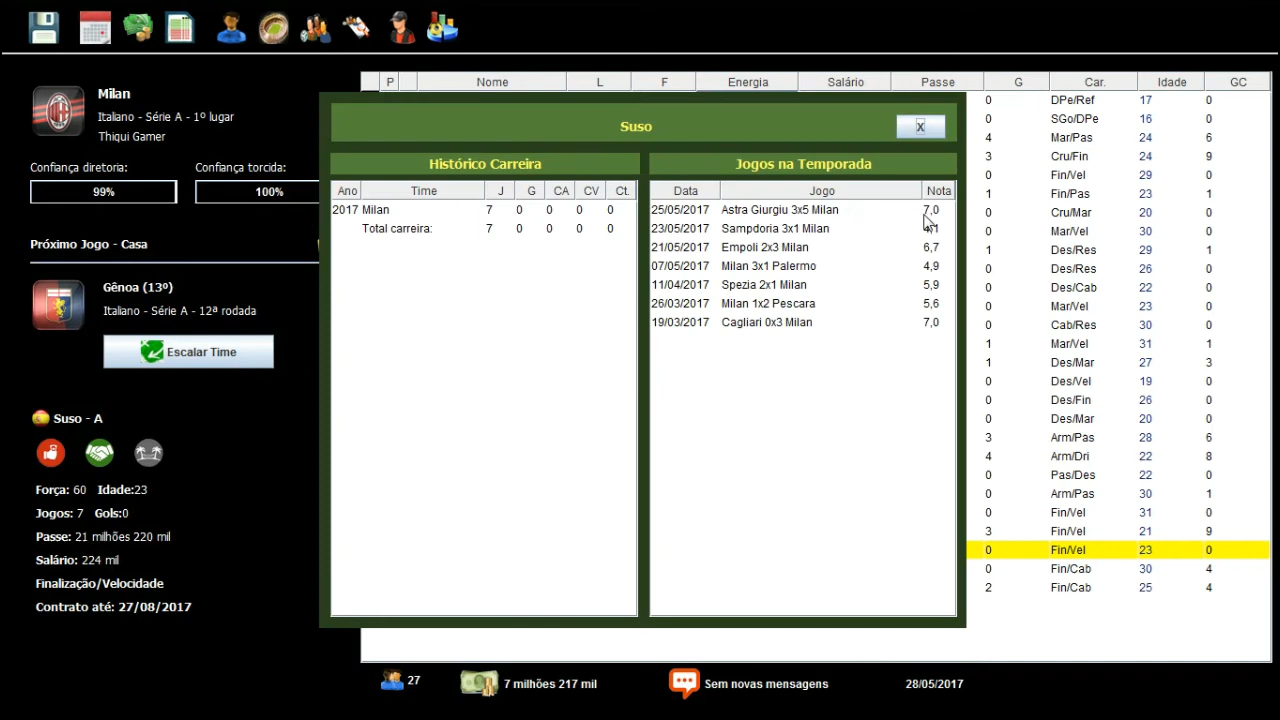 P Nome L F Energia Salário Passe G Car. Idade GC
Milan
Italiano - Série A - 1º lugar
Thiqui Gamer
Confiança diretoria: Confiança torcida:
99% 100%
Próximo Jogo - Casa
Gênoa (13º)
Italiano - Série A - 12ª rodada
Escalar Time
Suso - A
Força: 60 Idade:23
Jogos: 7 Gols:0
Passe: 21 milhões 220 mil
Salário: 224 mil
Finalização/Velocidade
Contrato até: 27/08/2017
Suso
X
Histórico Carreira
Ano Time J G CA CV Ct.
2017 Milan 7 0 0 0 0
Total carreira: 7 0 0 0 0
Jogos na Temporada
Data Jogo Nota
25/05/2017 Astra Giurgiu 3x5 Milan 7,0
23/05/2017 Sampdoria 3x1 Milan
21/05/2017 Empoli 2x3 Milan 6,7
07/05/2017 Milan 3x1 Palermo 4,9
11/04/2017 Spezia 2x1 Milan 5,9
26/03/2017 Milan 1x2 Pescara 5,6
19/03/2017 Cagliari 0x3 Milan 7,0
0 DPe/Ref 17 0
0 SGo/DPe 16 0
4 Mar/Pas 24 6
3 Cru/Fin 24 9
0 Fin/Vel 29 0
1 Fin/Pas 23 1
0 Cru/Mar 20 0
0 Mar/Vel 30 0
1 Des/Res 29 1
0 Des/Res 26 0
0 Des/Cab 22 0
0 Mar/Vel 23 0
0 Cab/Res 30 0
1 Mar/Vel 31 1
1 Des/Mar 27 3
0 Des/Vel 19 0
0 Des/Fin 26 0
0 Des/Mar 20 0
3 Arm/Pas 28 6
4 Arm/Dri 22 8
0 Pas/Des 22 0
0 Arm/Pas 30 1
0 Fin/Vel 31 0
3 Fin/Vel 21 9
0 Fin/Vel 23 0
0 Fin/Cab 30 4
2 Fin/Cab 25 4
27 7 milhões 217 mil Sem novas mensagens 28/05/2017